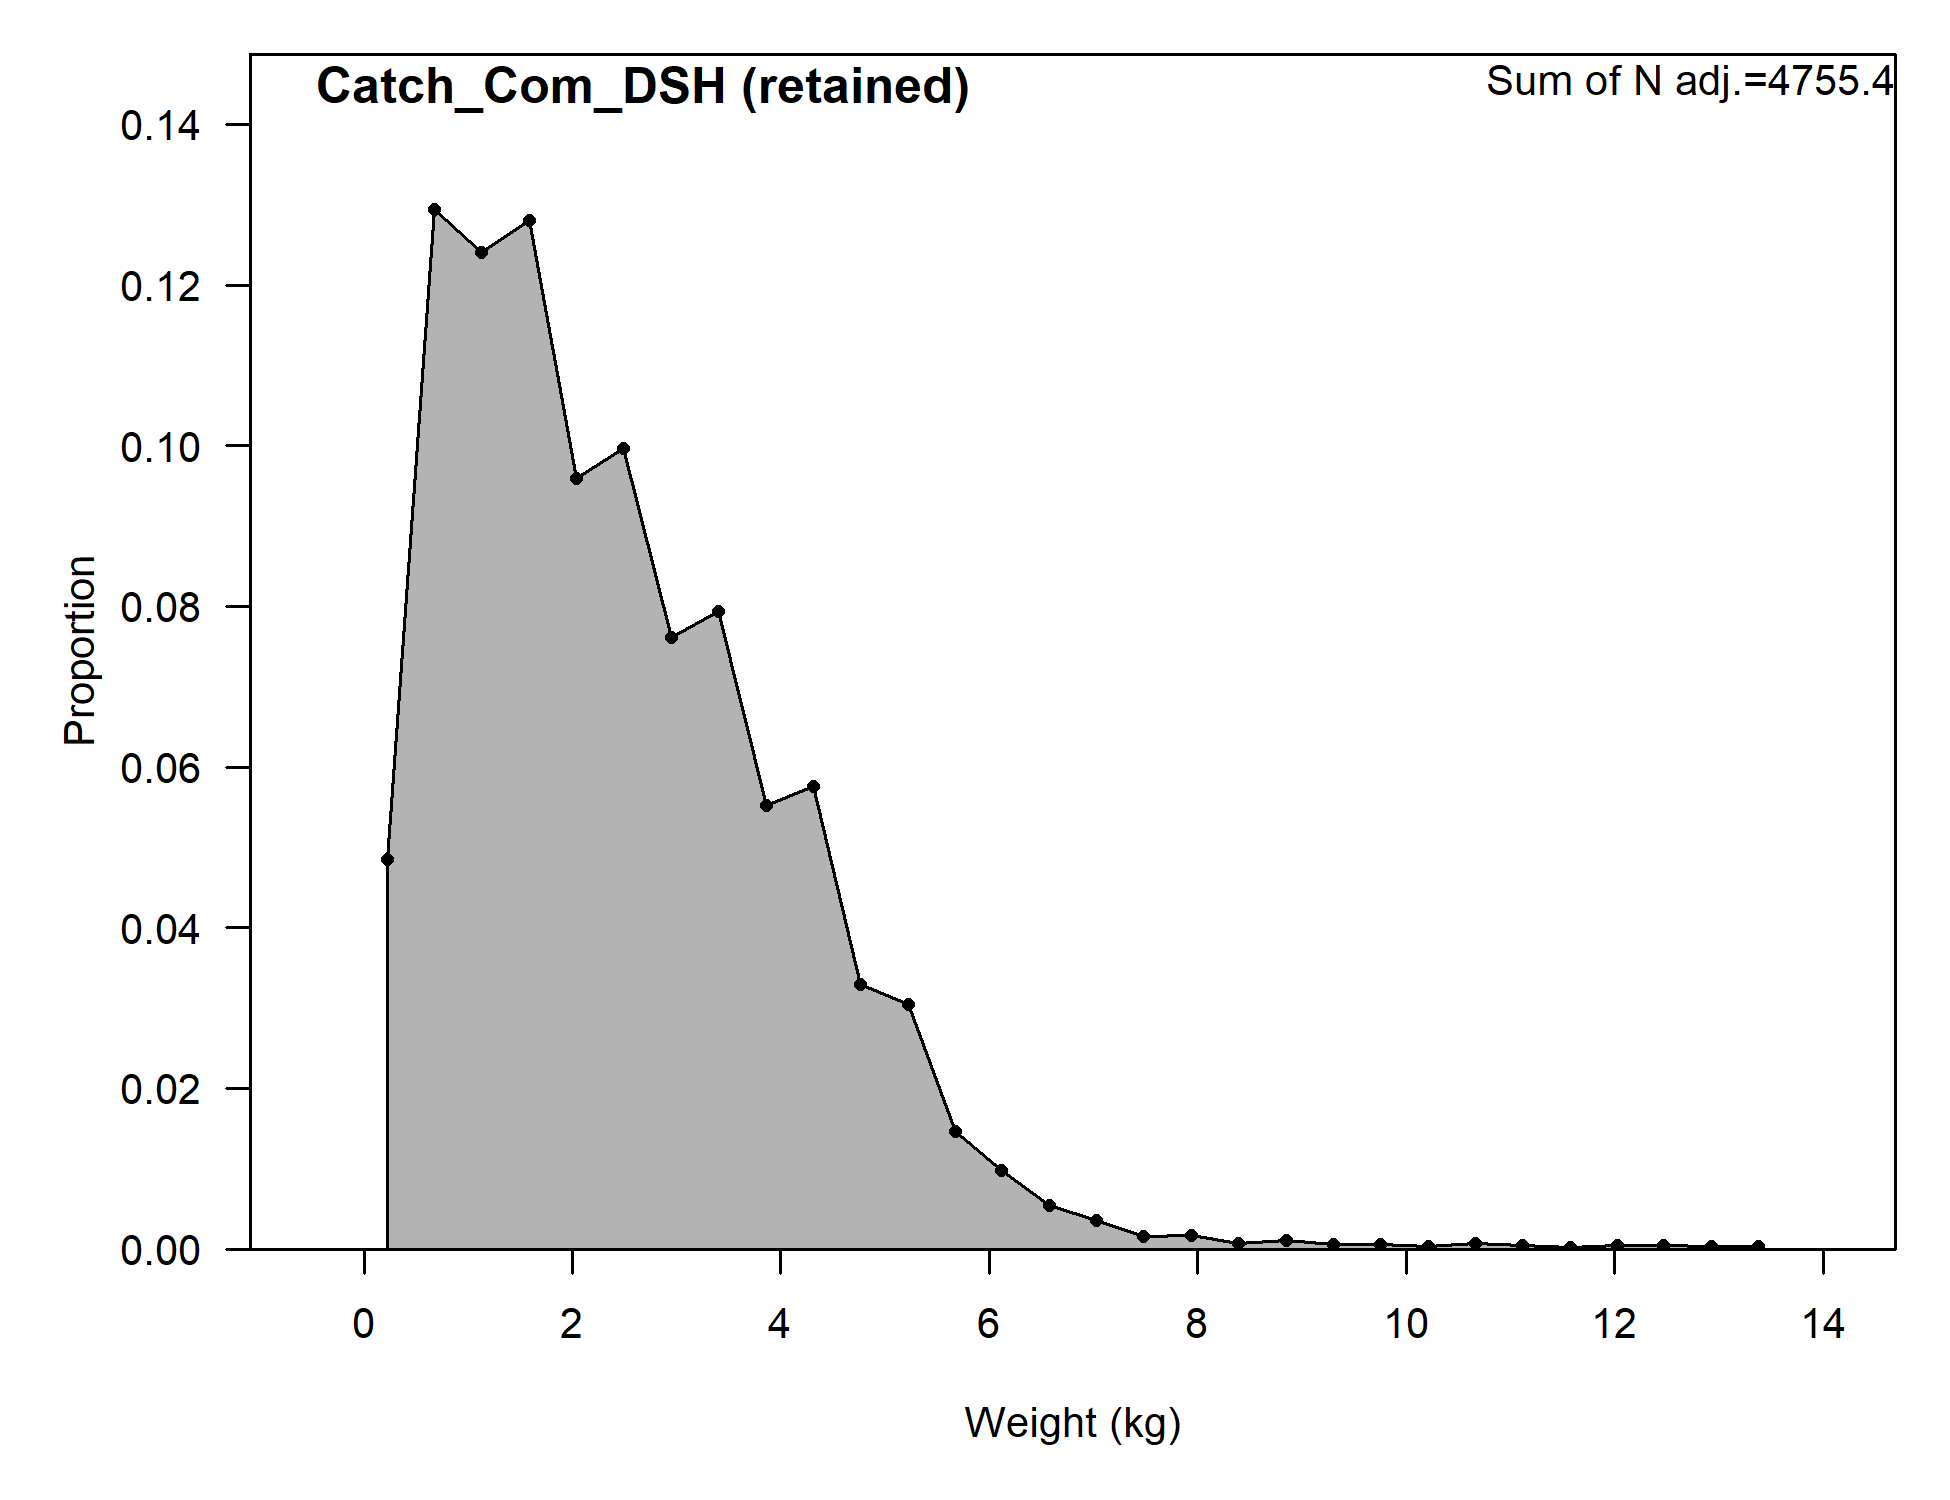 Catch_Com_DSH (retained)
Sum of N adj.=4755.4
0.14
0.12
0.10
0.08
0.06
0.04
0.02
0.00
Proportion
0 2 4 6 8 10 12 14
Weight (kg)